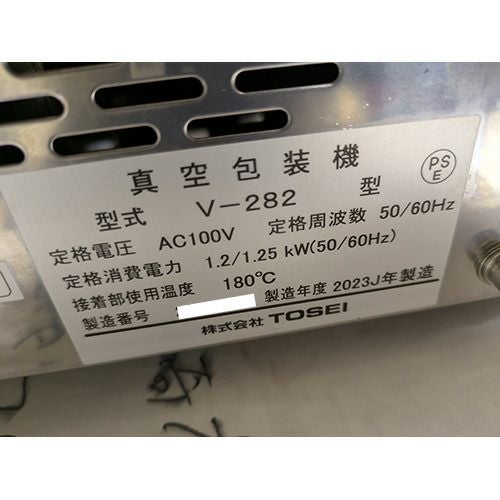 真空包装機
PS
E
型式 V-282 型
定格電圧 AC100V 定格周波数 50/60Hz
定格消費電力 1.2/1.25 kW(50/60Hz)
接着部使用温度 180℃
製造番号 製造年度 2023J年製造
株式会社 TOSEI